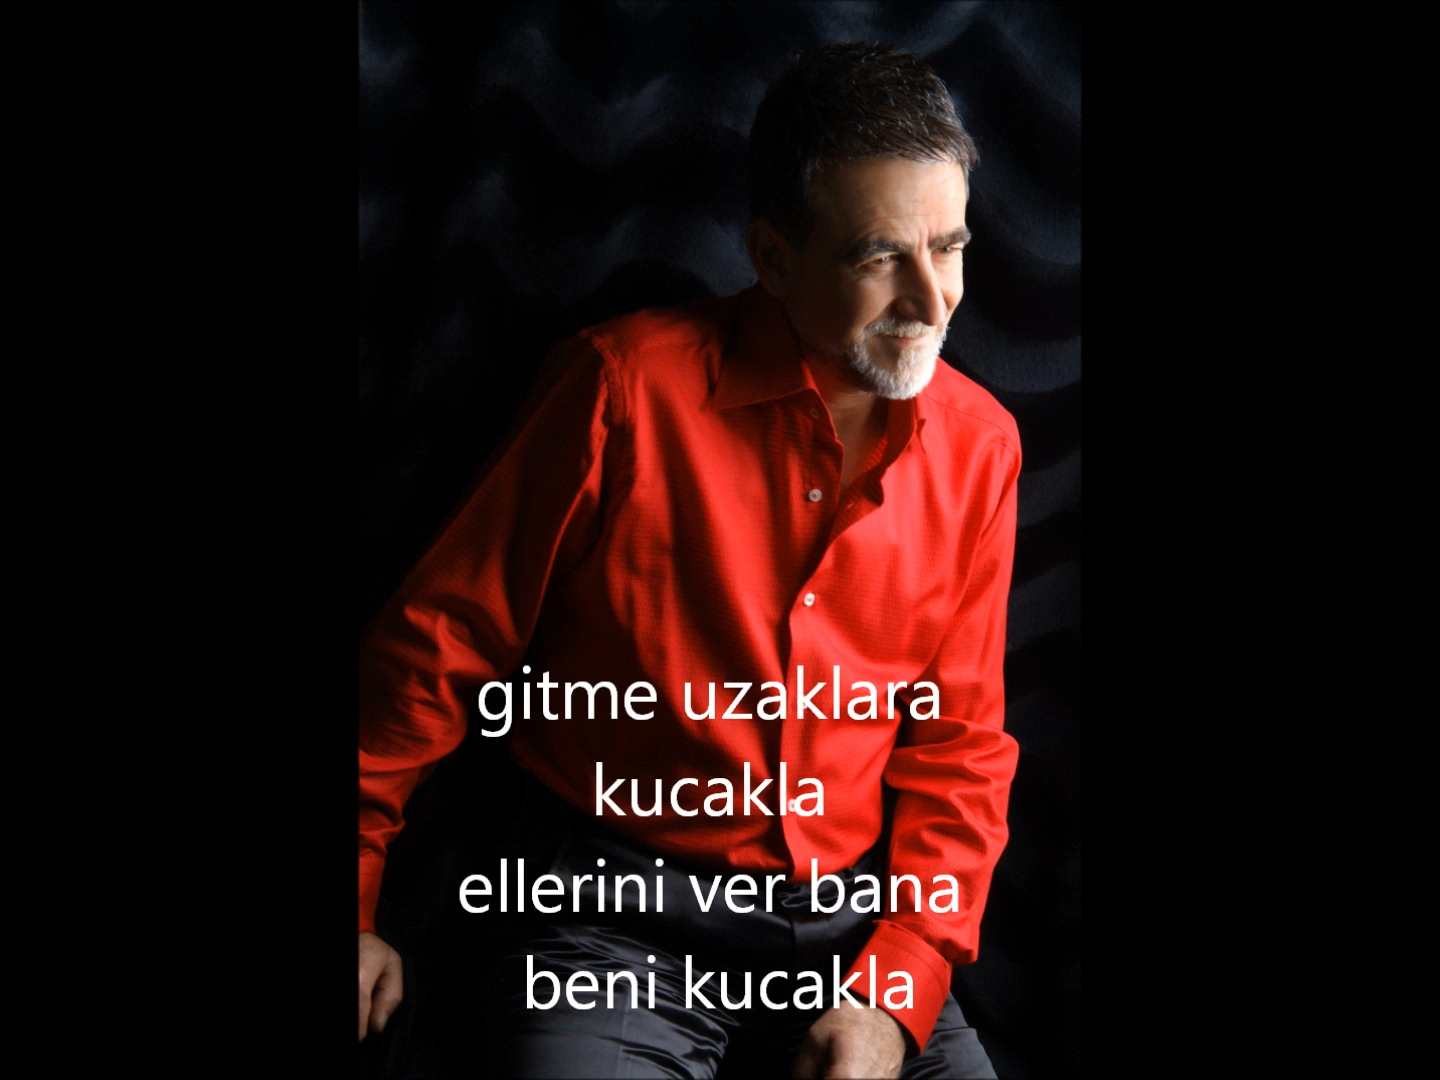 gitme uzaklara
kucakla
ellerini ver bana
beni kucakla